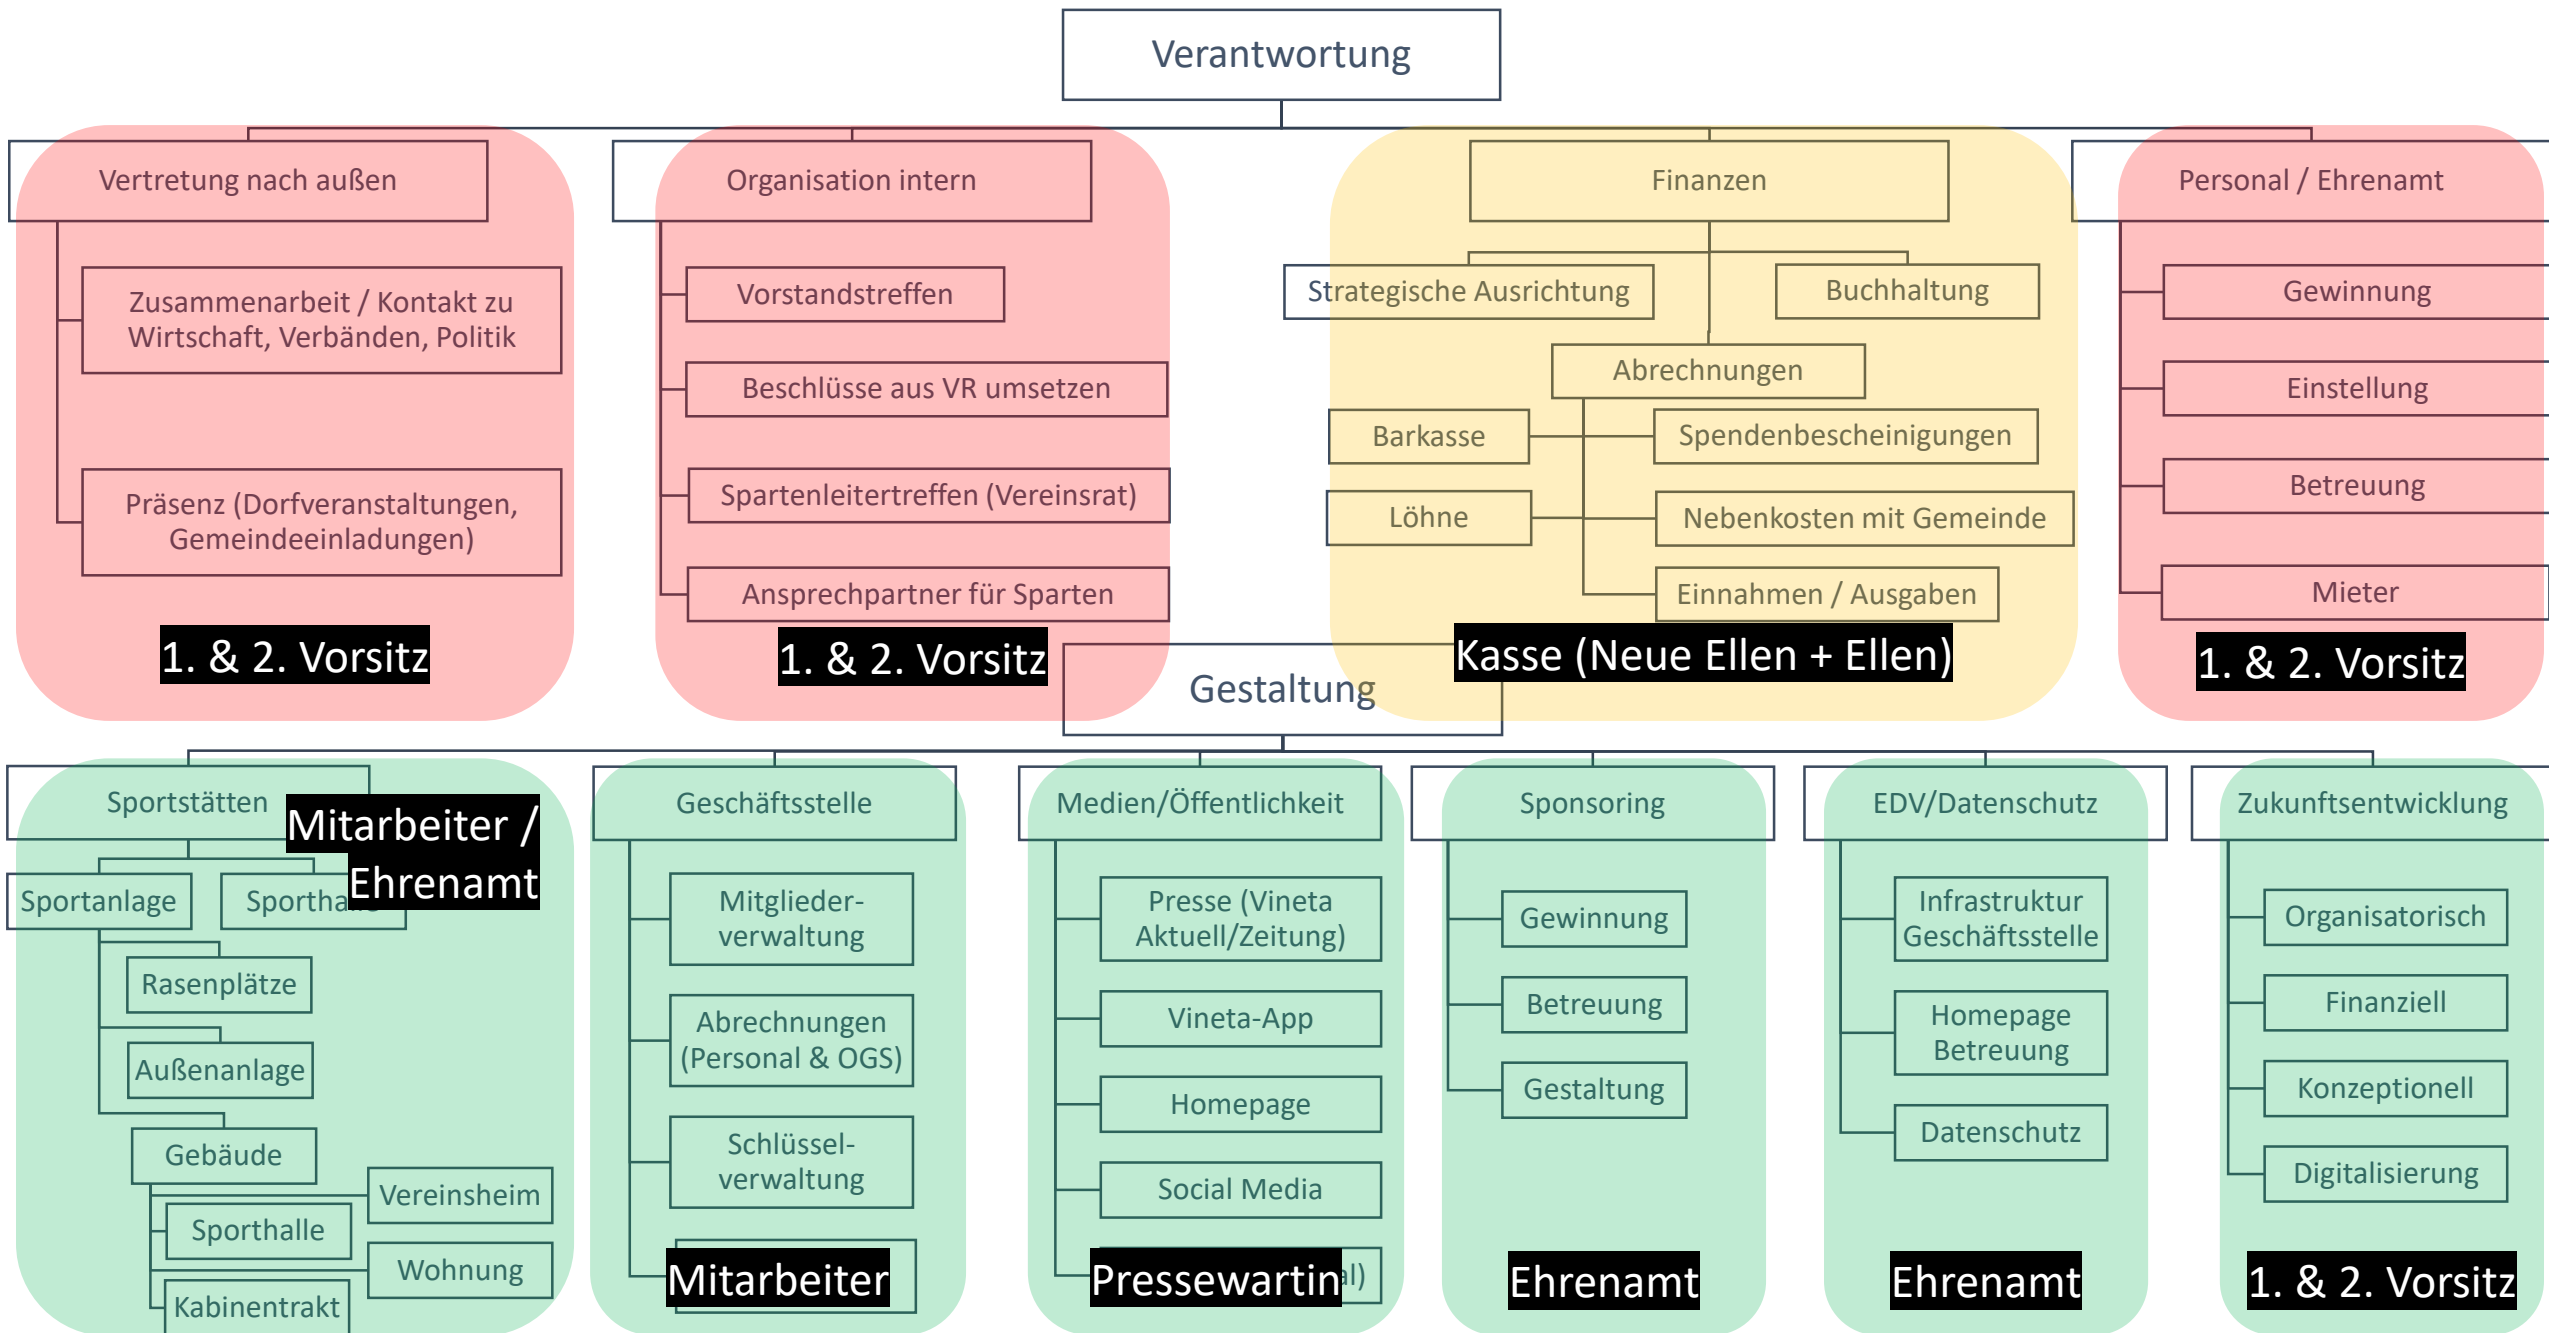 Verantwortung
Vertretung nach außen
Zusammenarbeit / Kontakt zu
Wirtschaft, Verbänden, Politik
Präsenz (Dorfveranstaltungen,
Gemeindeeinladungen)
1. & 2. Vorsitz
Organisation intern
Vorstandstreffen
Beschlüsse aus VR umsetzen
Spartenleitertreffen (Vereinsrat)
Ansprechpartner für Sparten
1. & 2. Vorsitz
Finanzen
Strategische Ausrichtung
Buchhaltung
Abrechnungen
Barkasse
Spendenbescheinigungen
Löhne
Nebenkosten mit Gemeinde
Einnahmen / Ausgaben
Kasse (Neue Ellen + Ellen)
Personal / Ehrenamt
Gewinnung
Einstellung
Betreuung
Mieter
1. & 2. Vorsitz
Gestaltung
Sportstätten
Mitarbeiter /
Ehrenamt
Sportanlage
Rasenplätze
Außenanlage
Gebäude
Vereinsheim
Sporthalle
Wohnung
Kabinentrakt
Geschäftsstelle
Mitglieder-
verwaltung
Abrechnungen
(Personal & OGS)
Schlüssel-
verwaltung
Mitarbeiter
Medien/Öffentlichkeit
Presse (Vineta
Aktuell/Zeitung)
Vineta-App
Homepage
Social Media
Pressewartin
Sponsoring
Gewinnung
Betreuung
Gestaltung
Ehrenamt
EDV/Datenschutz
Infrastruktur
Geschäftsstelle
Homepage
Betreuung
Datenschutz
Ehrenamt
Zukunftsentwicklung
Organisatorisch
Finanziell
Konzeptionell
Digitalisierung
1. & 2. Vorsitz